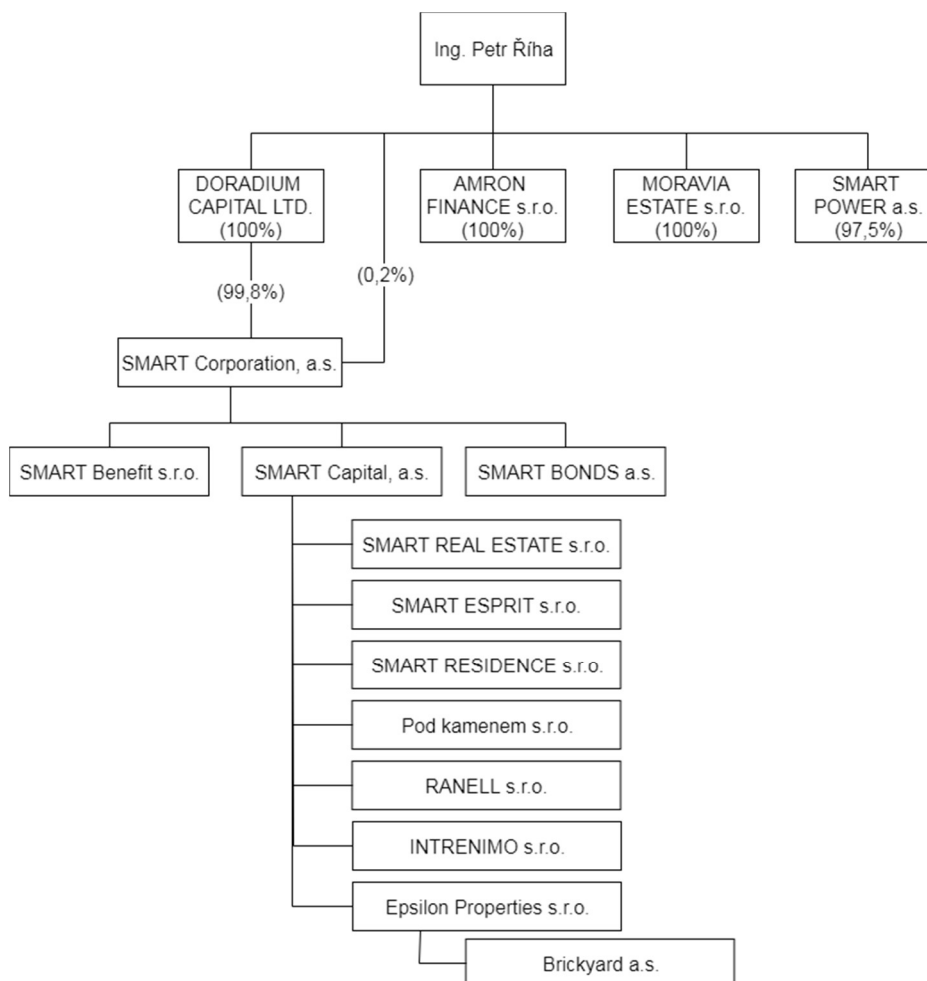 Ing. Petr Říha
DORADIUM
CAPITAL LTD.
(100%)
AMRON
FINANCE s.r.o.
(100%)
MORAVIA
ESTATE s.r.o.
(100%)
SMART
POWER a.s.
(97,5%)
(99,8%)
(0,2%)
SMART Corporation, a.s.
SMART Benefit s.r.o.
SMART Capital, a.s.
SMART BONDS a.s.
SMART REAL ESTATE s.r.o.
SMART ESPRIT s.r.o.
SMART RESIDENCE s.r.o.
Pod kamenem s.r.o.
RANELL s.r.o.
INTRENIMO s.r.o.
Epsilon Properties s.r.o.
Brickyard a.s.